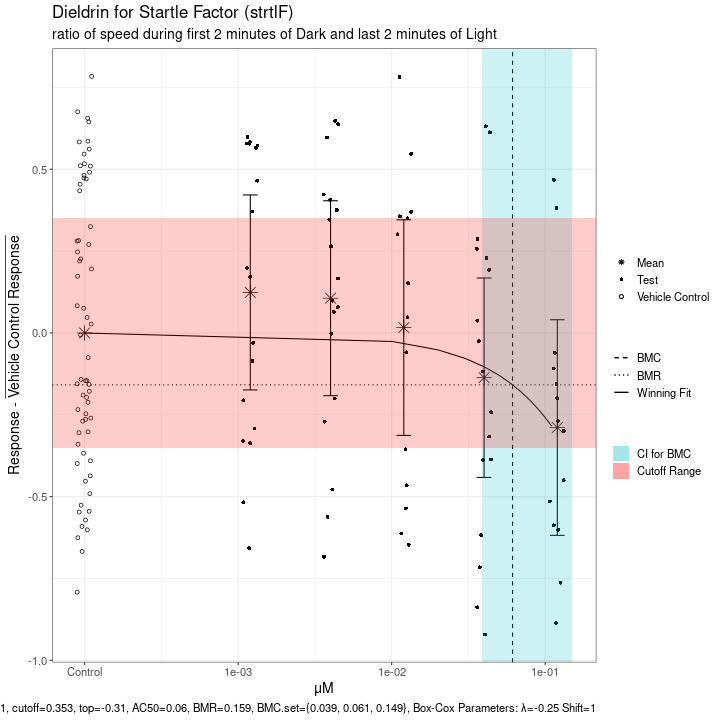 Dieldrin for Startle Factor (strtlF)
ratio of speed during first 2 minutes of Dark and last 2 minutes of Light
Response - Vehicle Control Response
0.5
0.0
-0.5
-1.0
Control
1e-03
1e-02
1e-01
μM
Mean
Test
Vehicle Control
BMC
BMR
Winning Fit
CI for BMC
Cutoff Range
1, cutoff=0.353, top=-0.31, AC50=0.06, BMR=0.159, BMC.set={0.039, 0.061, 0.149}, Box-Cox Parameters: λ=-0.25 Shift=1